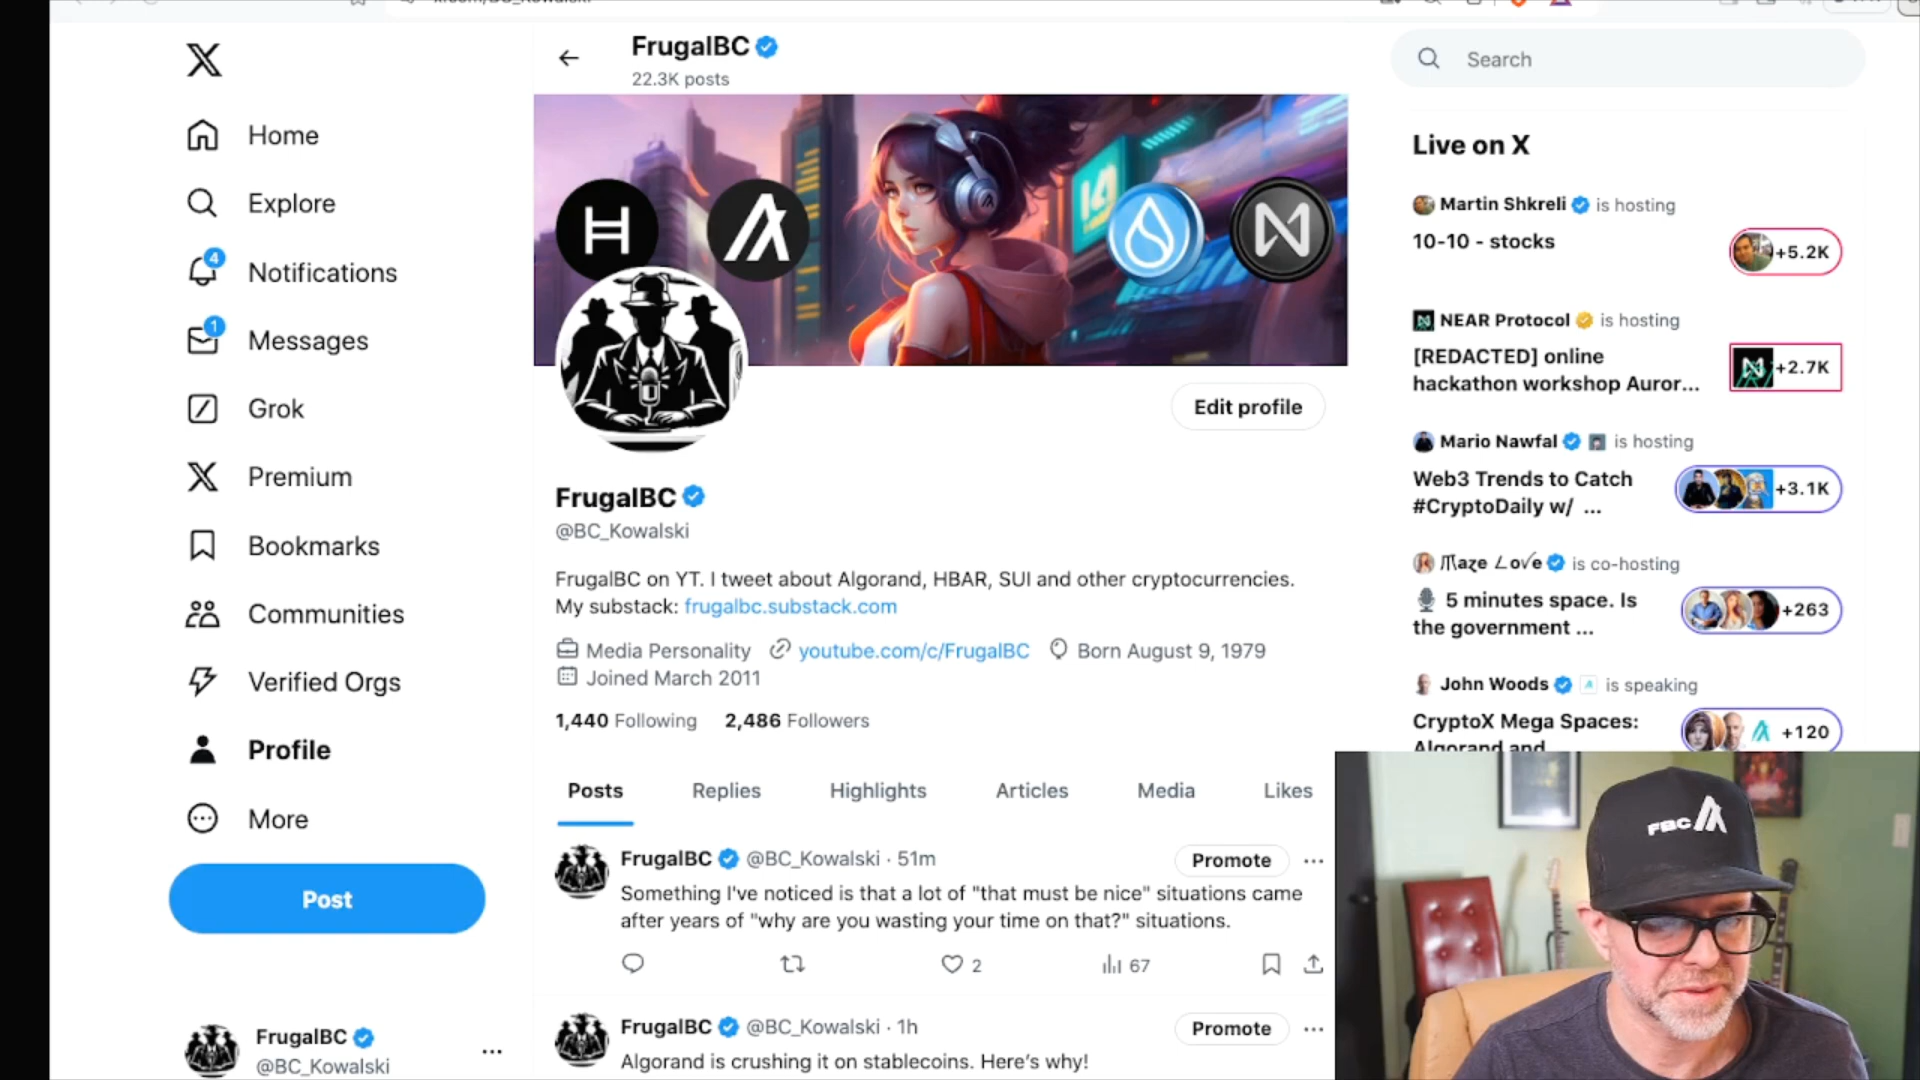 FrugalBC
22.3K posts
Search
Home
Explore
4
Notifications
1
Messages
Grok
Premium
Bookmarks
Communities
Verified Orgs
Profile
More
Post
FrugalBC
@BC_Kowalski
Edit profile
FrugalBC
@BC_Kowalski
FrugalBC on YT. I tweet about Algorand, HBAR, SUI and other cryptocurrencies.
My substack: frugalbc.substack.com
Media Personality youtube.com/c/FrugalBC Born August 9, 1979
Joined March 2011
1,440 Following 2,486 Followers
Posts Replies Highlights Articles Media Likes
FrugalBC @BC_Kowalski · 51m
Promote
Something I've noticed is that a lot of "that must be nice" situations came
after years of "why are you wasting your time on that?" situations.
2 67
FrugalBC @BC_Kowalski · 1h
Promote
Algorand is crushing it on stablecoins. Here's why!
Live on X
Martin Shkreli is hosting
10-10 - stocks
+5.2K
NEAR Protocol is hosting
[REDACTED] online
hackathon workshop Auror...
+2.7K
Mario Nawfal is hosting
Web3 Trends to Catch
#CryptoDaily w/ ...
+3.1K
is co-hosting
5 minutes space. Is
the government ...
+263
John Woods is speaking
CryptoX Mega Spaces:
Algorand and
+120
FBC